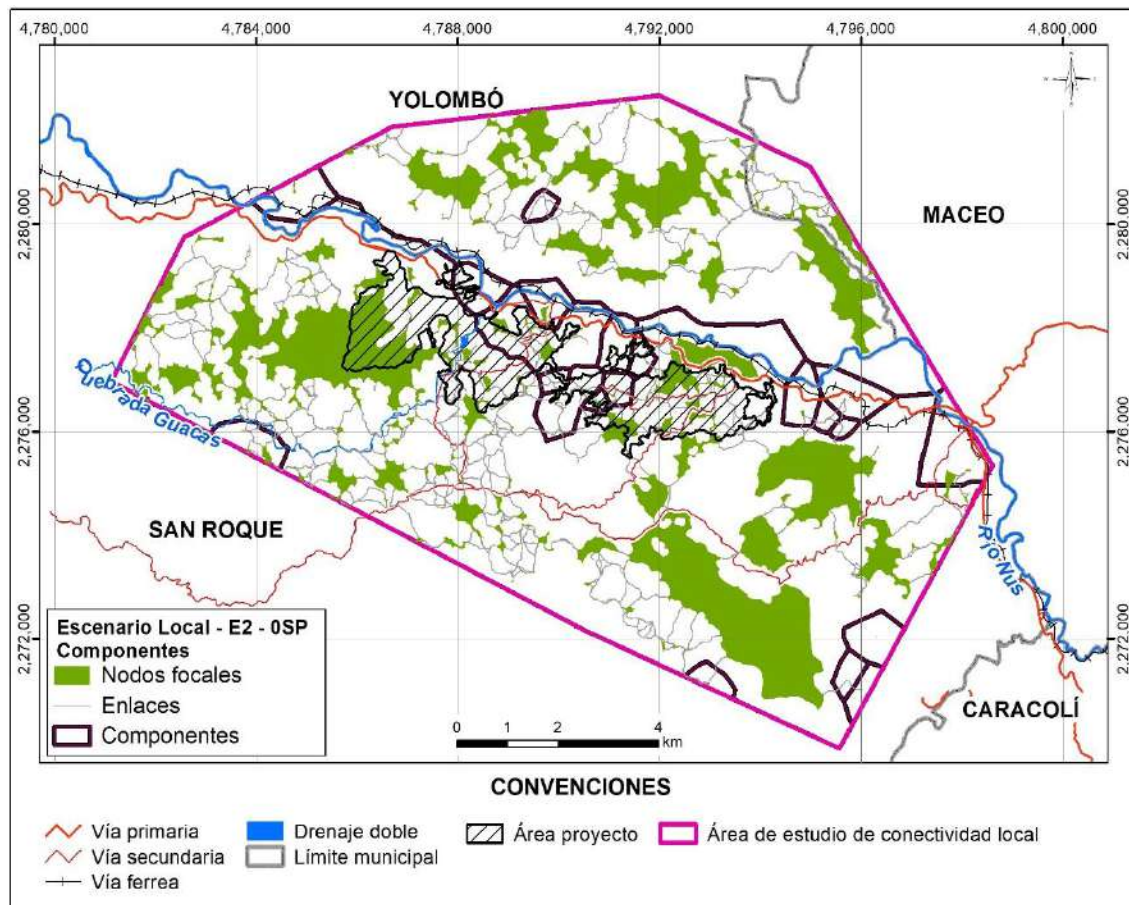 4,780,000 4,784,000 4,788,000 4,792,000 4,796,000 4,800,000
YOLOMBÓ
MACEO
2,280,000 2,280,000
Quebrada Guacas
2,276,000 2,276,000
SAN ROQUE
Río Nus
2,272,000 2,272,000
CARACOLÍ
Escenario Local - E2 - 0SP
Componentes
Nodos focales
Enlaces
Componentes
0 1 2 4
km
CONVENCIONES
Vía primaria
Vía secundaria
Vía ferrea
Drenaje doble
Límite municipal
Área proyecto
Área de estudio de conectividad local